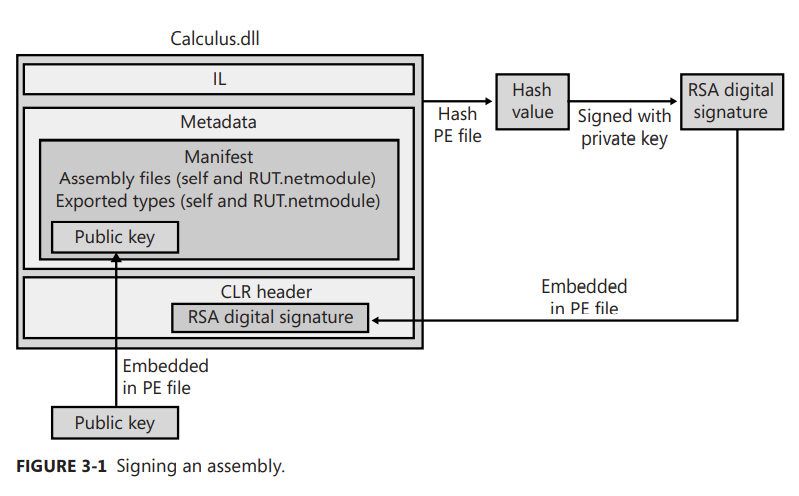 Calculus.dll
IL
Metadata
Manifest
Assembly files (self and RUT.netmodule)
Exported types (self and RUT.netmodule)
Public key
CLR header
RSA digital signature
Hash
PE file
Hash
value
Signed with
private key
RSA digital
signature
Embedded
in PE file
Embedded
in PE file
Public key
FIGURE 3-1 Signing an assembly.